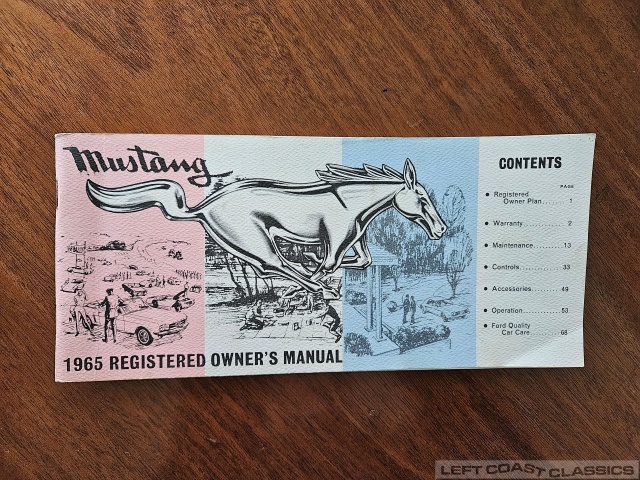 Mustang
1965 REGISTERED OWNER'S MANUAL
CONTENTS
PAGE
• Registered
Owner Plan...... 1
• Warranty.......... 2
• Maintenance.......... 13
• Controls............ 33
• Accessories......... 49
• Operation.......... 53
• Ford Quality
Car Care........ 68
LEFT COAST CLASSICS